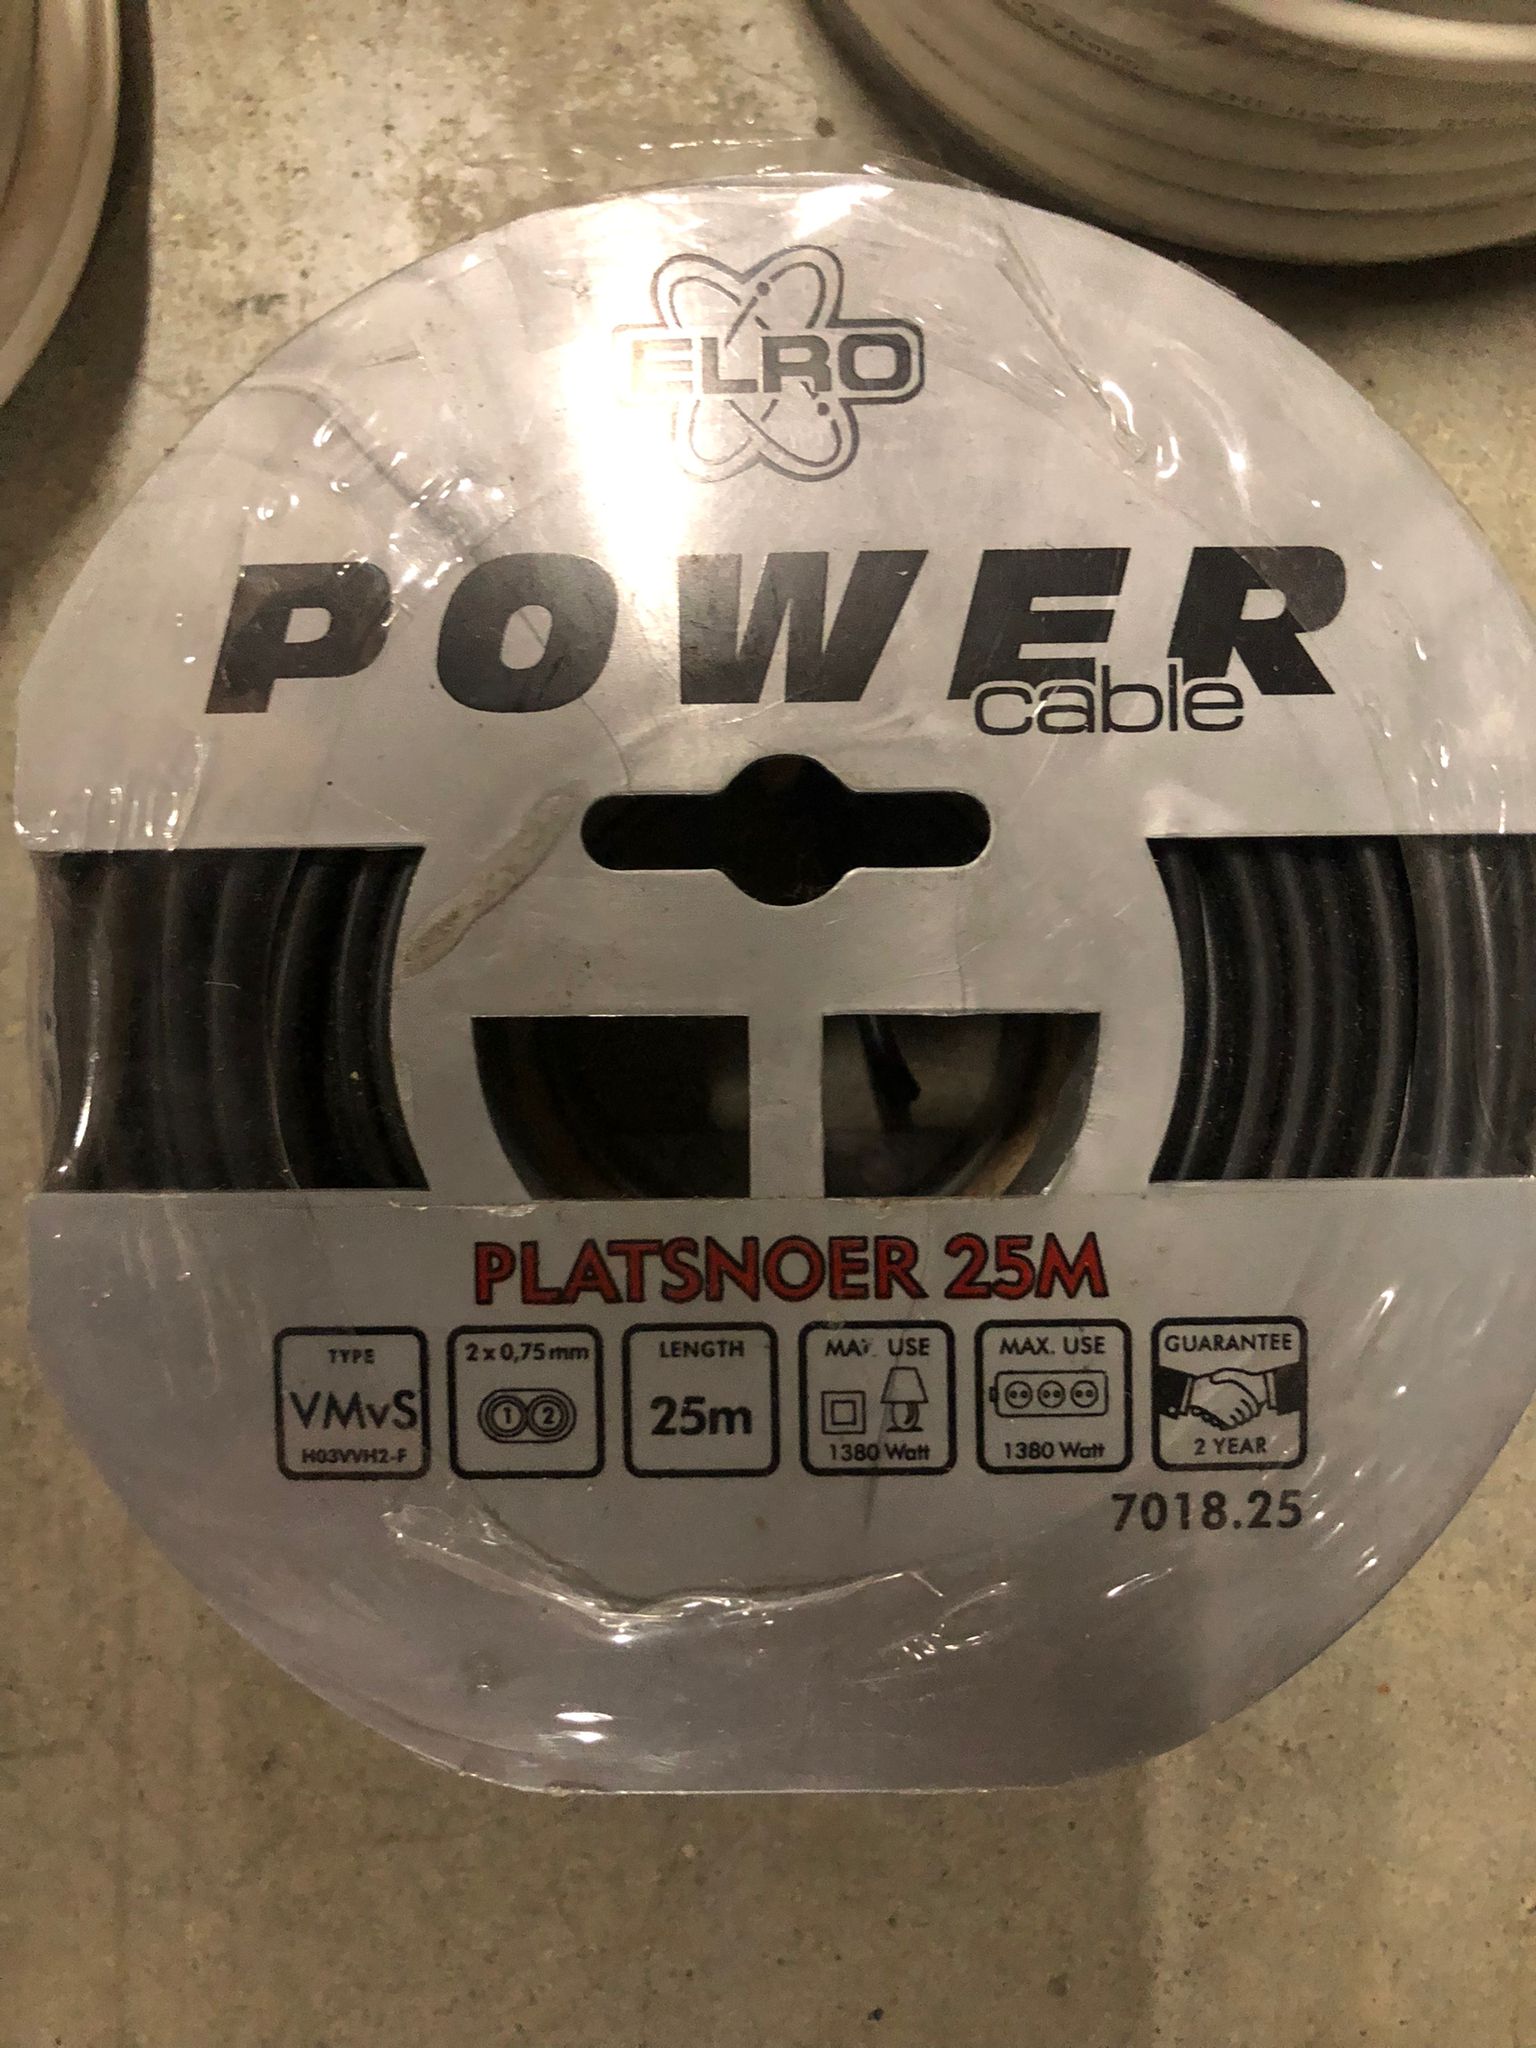 ELRO
POWER
cable
PLATSNOER 25M
TYPE
VMvS
H03VVH2-F
2 x 0,75 mm
1 2
LENGTH
25m
MAX. USE
1380 Watt
MAX. USE
1380 Watt
GUARANTEE
2 YEAR
7018.25